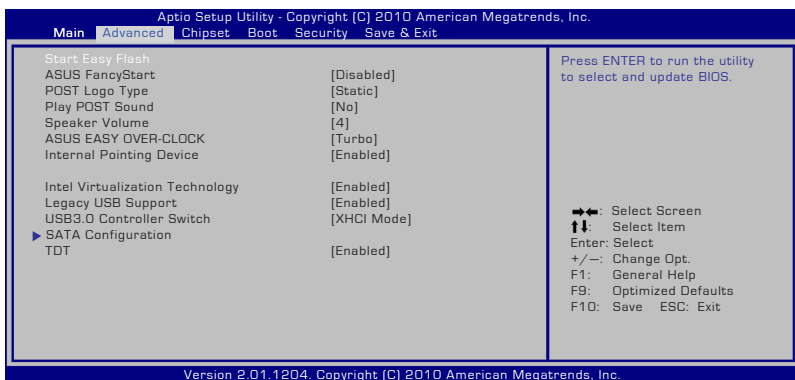 Aptio Setup Utility - Copyright (C) 2010 American Megatrends, Inc.
Main Advanced Chipset Boot Security Save & Exit
Start Easy Flash
ASUS FancyStart [Disabled]
POST Logo Type [Static]
Play POST Sound [No]
Speaker Volume [4]
ASUS EASY OVER-CLOCK [Turbo]
Internal Pointing Device [Enabled]
Intel Virtualization Technology [Enabled]
Legacy USB Support [Enabled]
USB3.0 Controller Switch [XHCI Mode]
SATA Configuration
TDT [Enabled]
Press ENTER to run the utility
to select and update BIOS.
→←: Select Screen
↑↓: Select Item
Enter: Select
+/—: Change Opt.
F1: General Help
F9: Optimized Defaults
F10: Save ESC: Exit
Version 2.01.1204. Copyright (C) 2010 American Megatrends, Inc.